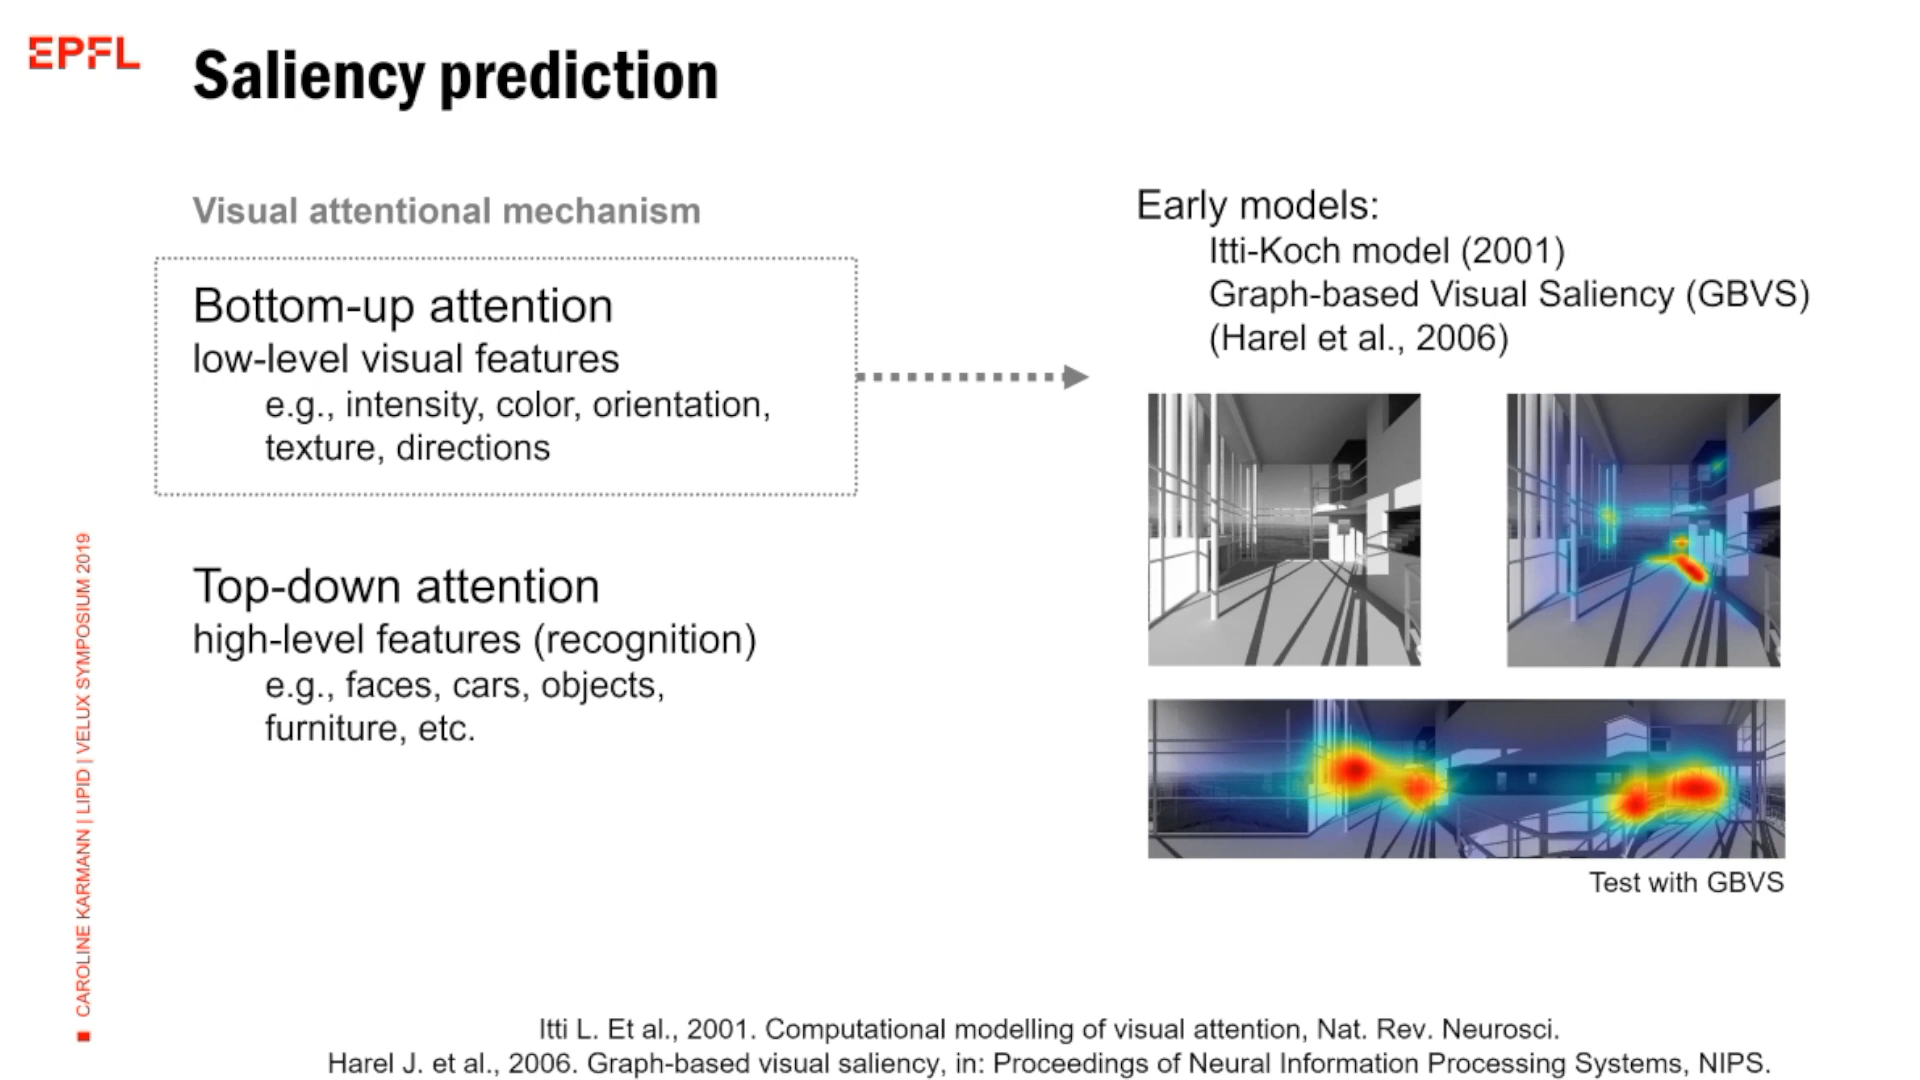 EPFL
Saliency prediction
Visual attentional mechanism
Bottom-up attention
low-level visual features
e.g., intensity, color, orientation,
texture, directions
Top-down attention
high-level features (recognition)
e.g., faces, cars, objects,
furniture, etc.
Early models:
Itti-Koch model (2001)
Graph-based Visual Saliency (GBVS)
(Harel et al., 2006)
Test with GBVS
CAROLINE KARMANN | LIPID | VELUX SYMPOSIUM 2019
Itti L. Et al., 2001. Computational modelling of visual attention, Nat. Rev. Neurosci.
Harel J. et al., 2006. Graph-based visual saliency, in: Proceedings of Neural Information Processing Systems, NIPS.